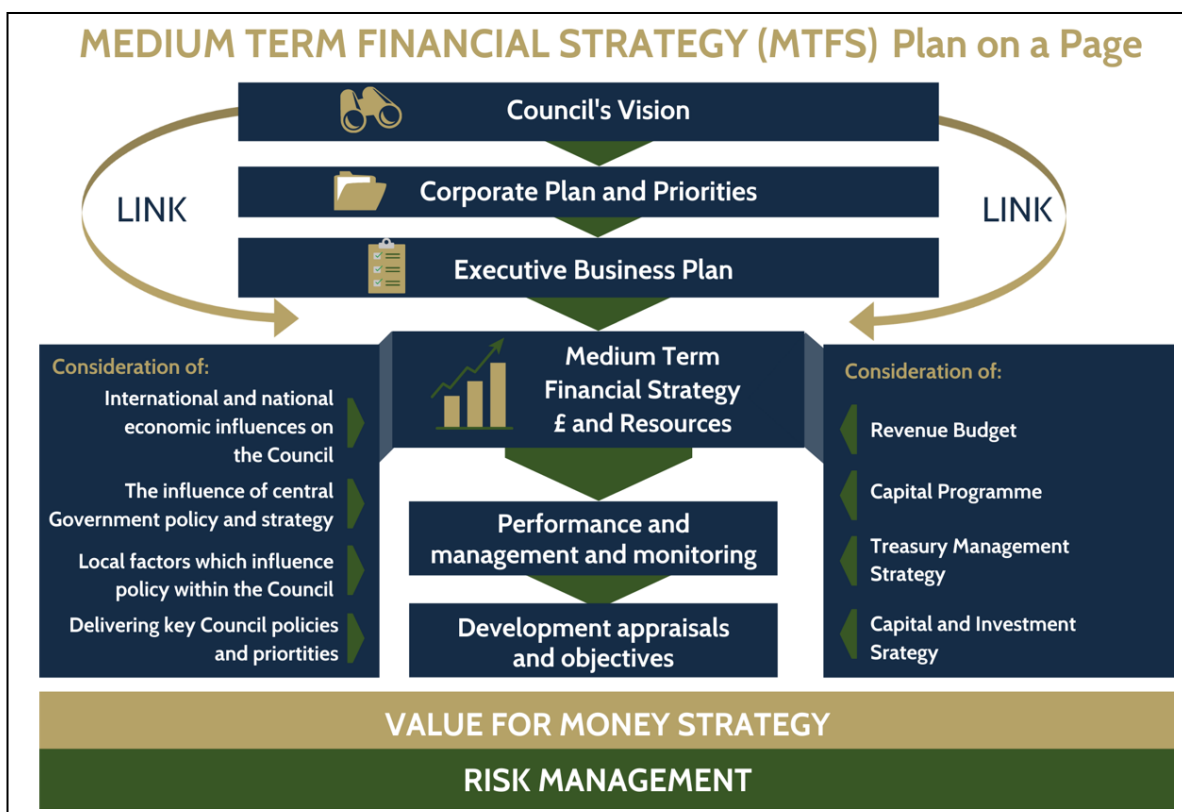 MEDIUM TERM FINANCIAL STRATEGY (MTFS) Plan on a Page
Council's Vision
LINK
LINK
Corporate Plan and Priorities
Executive Business Plan
Consideration of:
International and national
economic influences on
the Council
The influence of central
Government policy and strategy
Local factors which influence
policy within the Council
Delivering key Council policies
and priortities
Medium Term
Financial Strategy
£ and Resources
Performance and
management and monitoring
Development appraisals
and objectives
Consideration of:
Revenue Budget
Capital Programme
Treasury Management
Strategy
Capital and Investment
Srategy
VALUE FOR MONEY STRATEGY
RISK MANAGEMENT